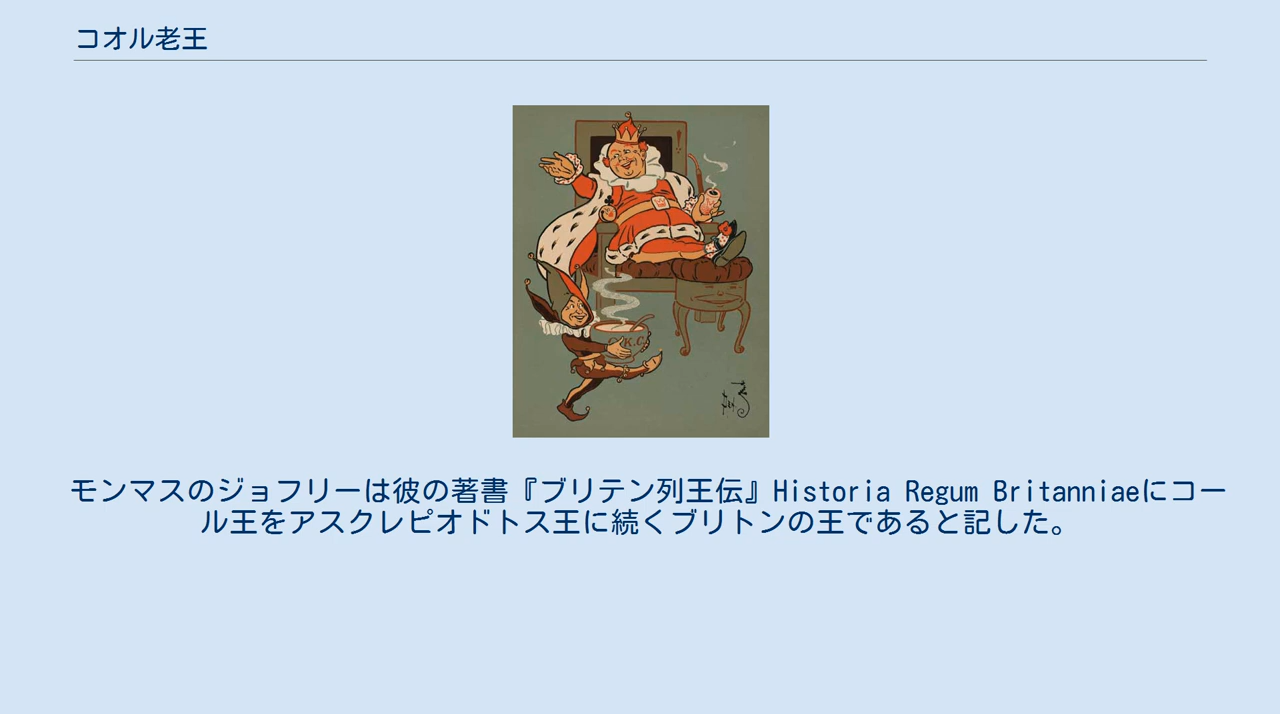 コオル老王
K.C.
モンマスのジョフリーは彼の著書『ブリテン列王伝』Historia Regum Britanniaeにコー
ル王をアスクレピオドトス王に続くブリトンの王であると記した。